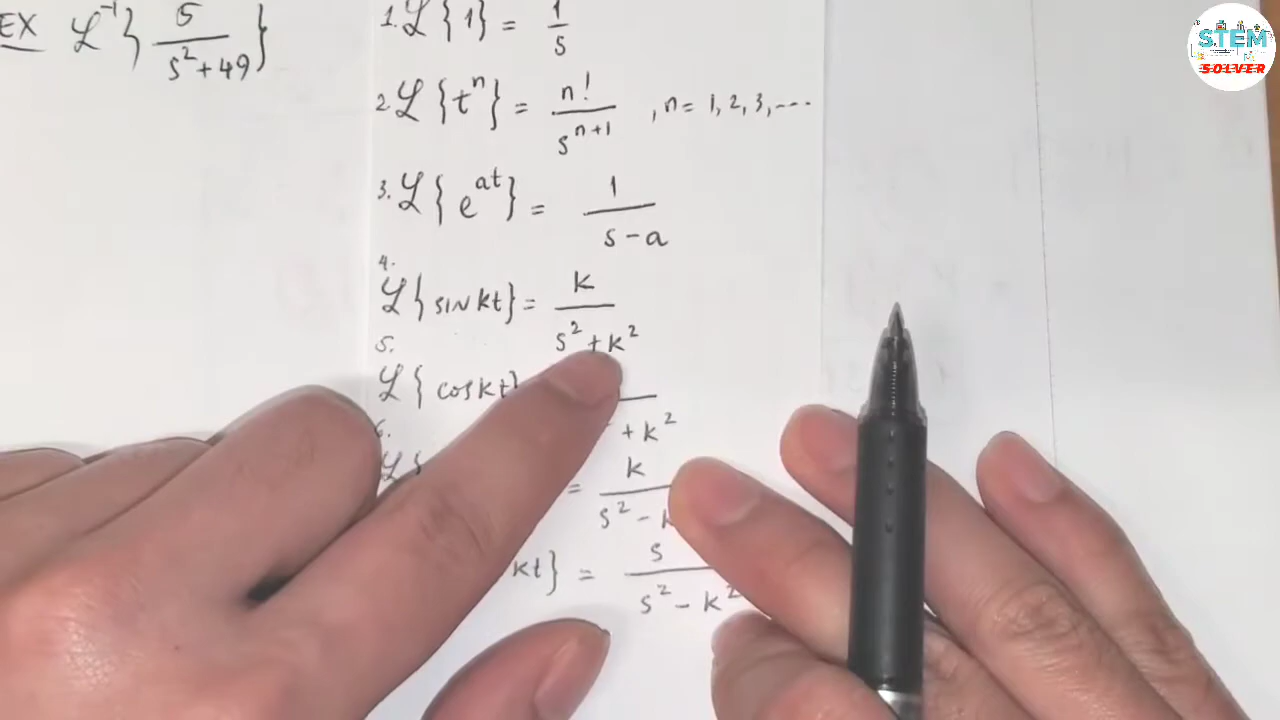 EX ℒ⁻¹{ 5 / s²+49 }
1. ℒ{1} = 1/s
2. ℒ{tⁿ} = n! / sⁿ⁺¹ , n = 1, 2, 3, ...
3. ℒ{e^at} = 1 / s-a
4.
ℒ{sin kt} = k / s²+k²
5.
ℒ{cos kt}
+k²
6.
ℒ{ = k / s²-k
kt} = s / s²-k²
STEM
SOLVER